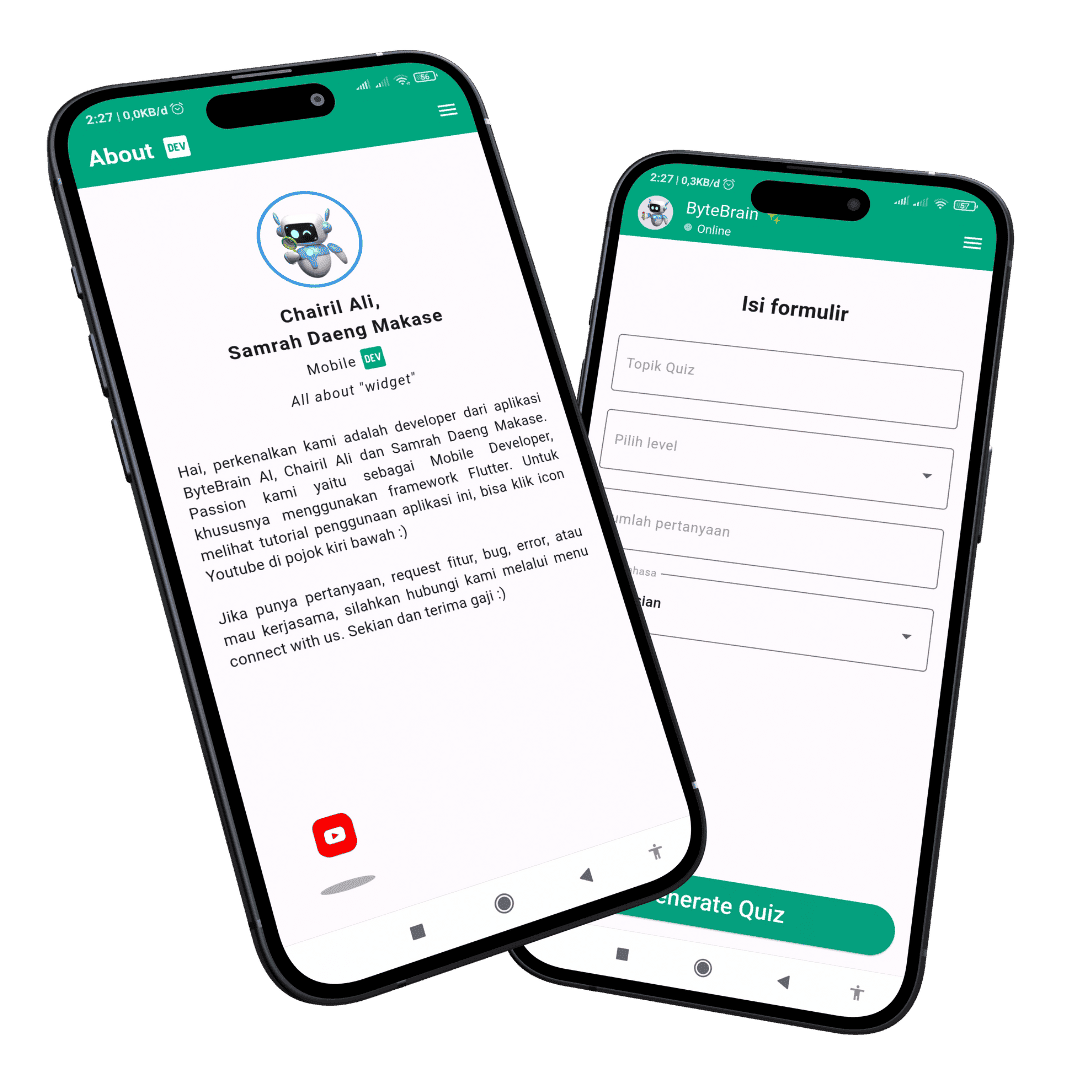 2:27 | 0,0KB/d
56
About DEV
Chairil Ali,
Samrah Daeng Makase
Mobile DEV
All about "widget"
Hai, perkenalkan kami adalah developer dari aplikasi
ByteBrain AI, Chairil Ali dan Samrah Daeng Makase.
Passion kami yaitu sebagai Mobile Developer,
khususnya menggunakan framework Flutter. Untuk
melihat tutorial penggunaan aplikasi ini, bisa klik icon
Youtube di pojok kiri bawah :)
Jika punya pertanyaan, request fitur, bug, error, atau
mau kerjasama, silahkan hubungi kami melalui menu
connect with us. Sekian dan terima gaji :)
2:27 | 0,3KB/d
57
ByteBrain
Online
Isi formulir
Topik Quiz
Pilih level
umlah pertanyaan
hasa
sian
enerate Quiz